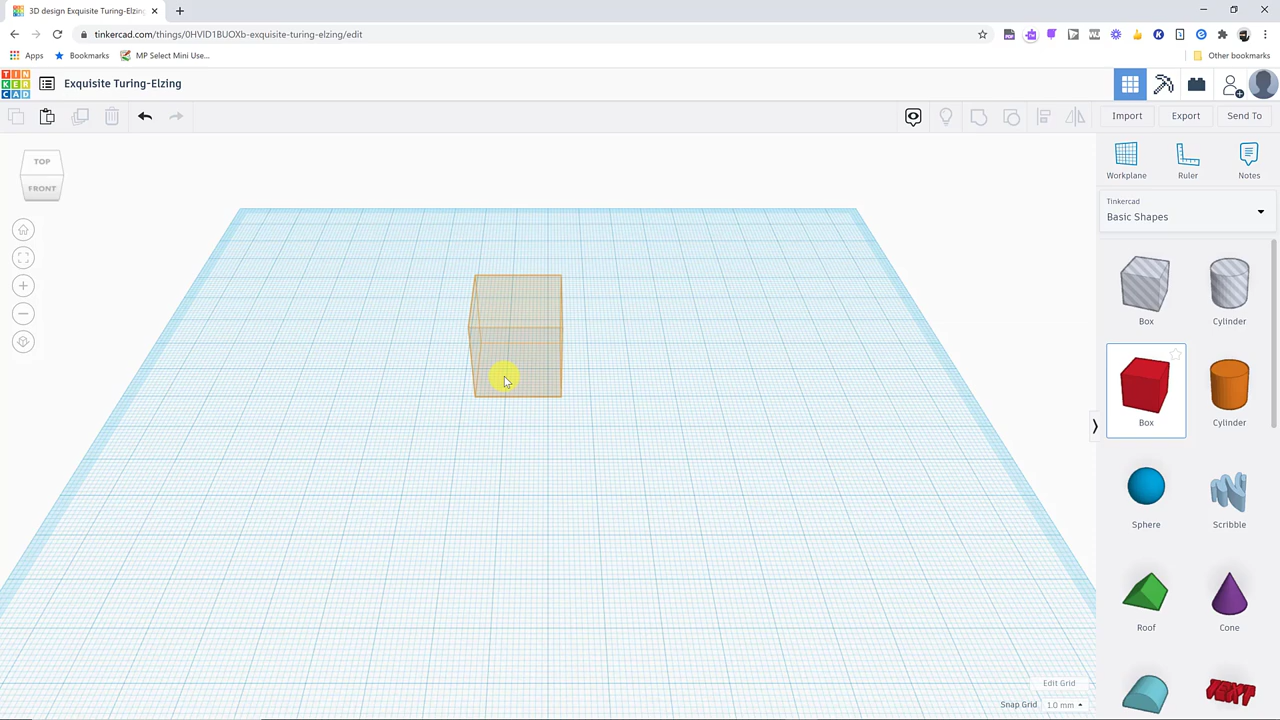 3D design Exquisite Turing-Elzing
tinkercad.com/things/0HVID1BUOXb-exquisite-turing-elzing/edit
Apps
Bookmarks
MP Select Mini Use...
Other bookmarks
TIN
KER
CAD
Exquisite Turing-Elzing
Import
Export
Send To
TOP
FRONT
Workplane
Ruler
Notes
Tinkercad
Basic Shapes
Box
Cylinder
Box
Cylinder
Sphere
Scribble
Roof
Cone
TEXT
Edit Grid
Snap Grid
1.0 mm